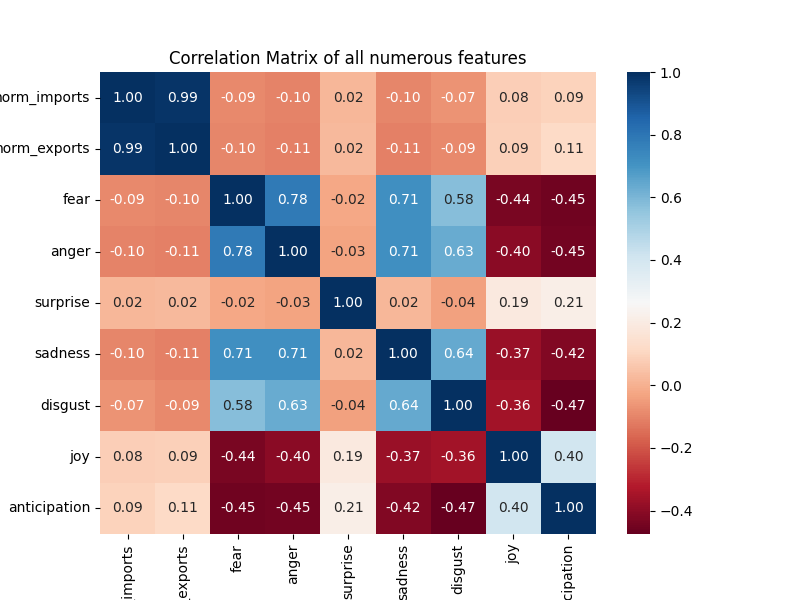 Correlation Matrix of all numerous features
norm_imports 1.00 0.99 -0.09 -0.10 0.02 -0.10 -0.07 0.08 0.09
norm_exports 0.99 1.00 -0.10 -0.11 0.02 -0.11 -0.09 0.09 0.11
fear -0.09 -0.10 1.00 0.78 -0.02 0.71 0.58 -0.44 -0.45
anger -0.10 -0.11 0.78 1.00 -0.03 0.71 0.63 -0.40 -0.45
surprise 0.02 0.02 -0.02 -0.03 1.00 0.02 -0.04 0.19 0.21
sadness -0.10 -0.11 0.71 0.71 0.02 1.00 0.64 -0.37 -0.42
disgust -0.07 -0.09 0.58 0.63 -0.04 0.64 1.00 -0.36 -0.47
joy 0.08 0.09 -0.44 -0.40 0.19 -0.37 -0.36 1.00 0.40
anticipation 0.09 0.11 -0.45 -0.45 0.21 -0.42 -0.47 0.40 1.00
_imports
_exports
fear
anger
surprise
sadness
disgust
joy
cipation
1.0
0.8
0.6
0.4
0.2
0.0
−0.2
−0.4